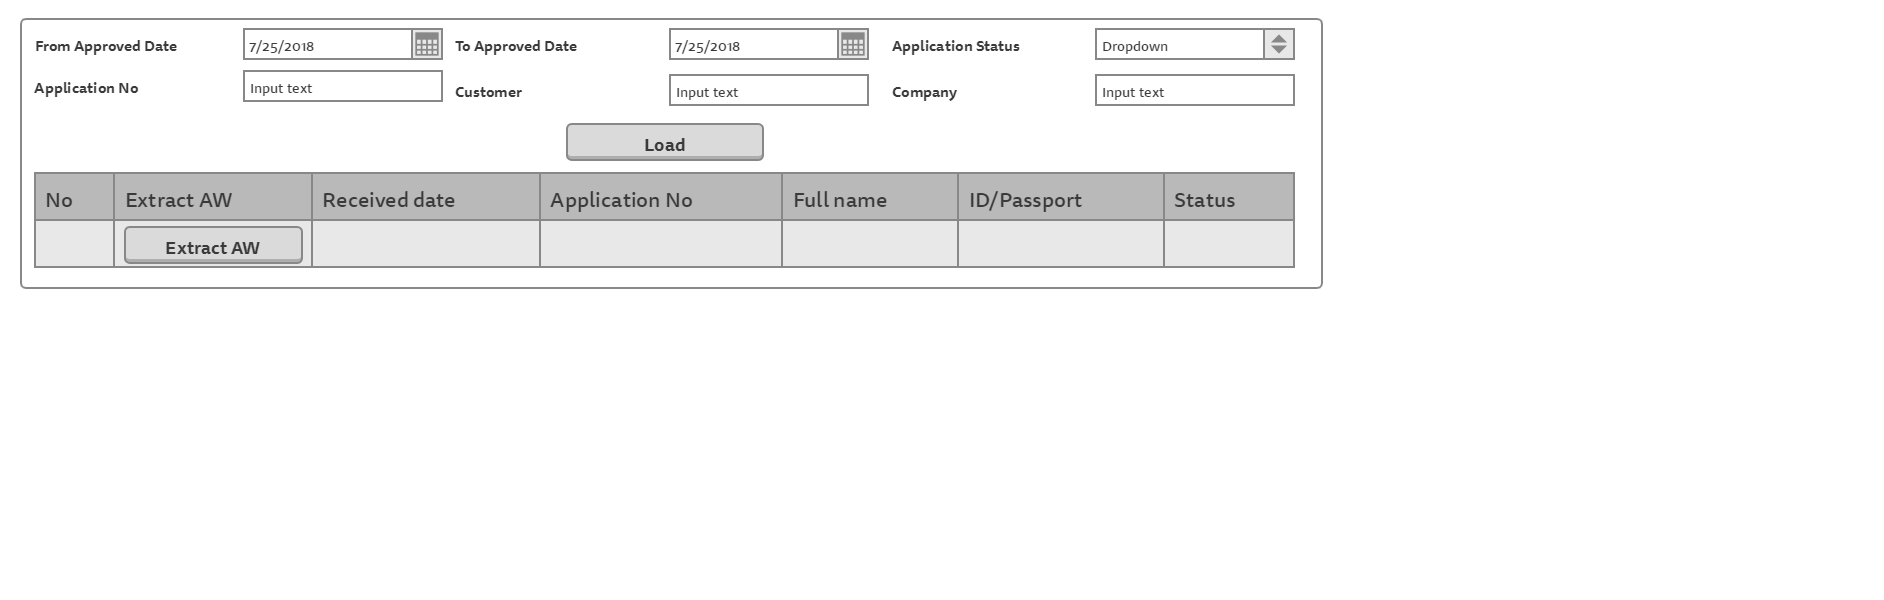 From Approved Date 7/25/2018 To Approved Date 7/25/2018 Application Status Dropdown
Application No Input text Customer Input text Company Input text
Load
No Extract AW Received date Application No Full name ID/Passport Status
Extract AW